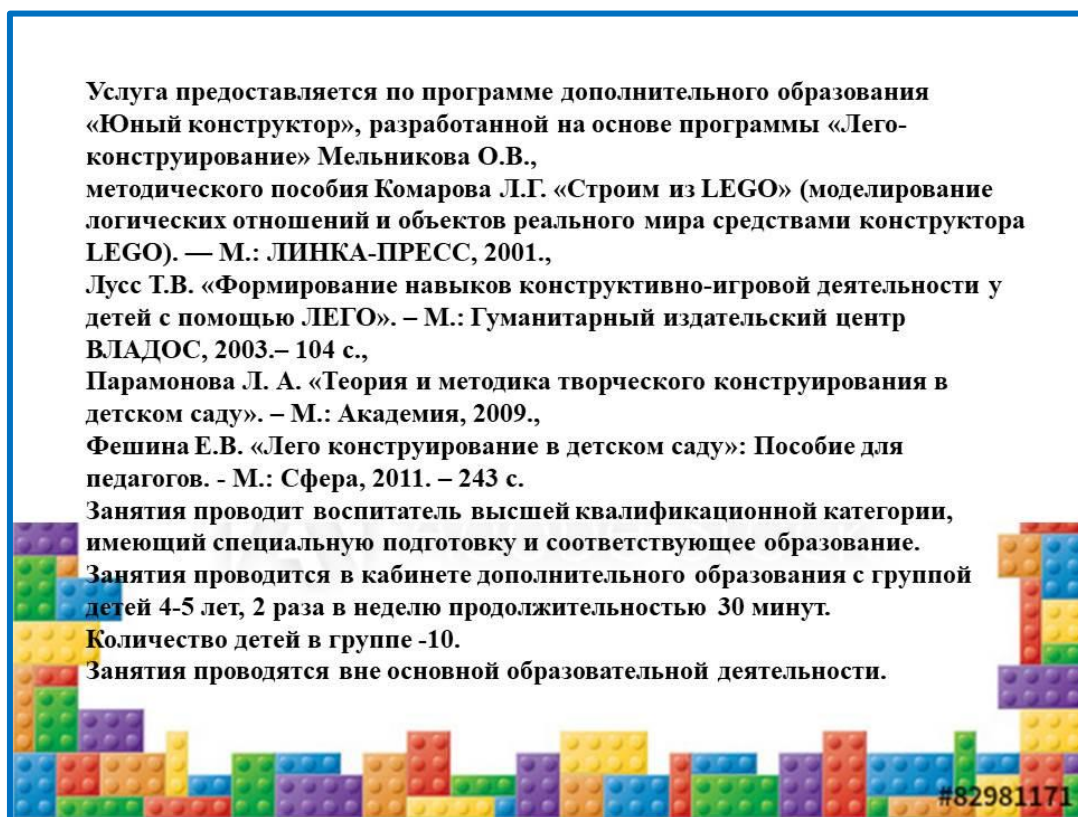 Услуга предоставляется по программе дополнительного образования
«Юный конструктор», разработанной на основе программы «Лего-
конструирование» Мельникова О.В.,
методического пособия Комарова Л.Г. «Строим из LEGO» (моделирование
логических отношений и объектов реального мира средствами конструктора
LEGO). — М.: ЛИНКА-ПРЕСС, 2001.,
Лусс Т.В. «Формирование навыков конструктивно-игровой деятельности у
детей с помощью ЛЕГО». – М.: Гуманитарный издательский центр
ВЛАДОС, 2003.– 104 с.,
Парамонова Л. А. «Теория и методика творческого конструирования в
детском саду». – М.: Академия, 2009.,
Фешина Е.В. «Лего конструирование в детском саду»: Пособие для
педагогов. - М.: Сфера, 2011. – 243 с.
Занятия проводит воспитатель высшей квалификационной категории,
имеющий специальную подготовку и соответствующее образование.
Занятия проводится в кабинете дополнительного образования с группой
детей 4-5 лет, 2 раза в неделю продолжительностью 30 минут.
Количество детей в группе -10.
Занятия проводятся вне основной образовательной деятельности.
#82981171